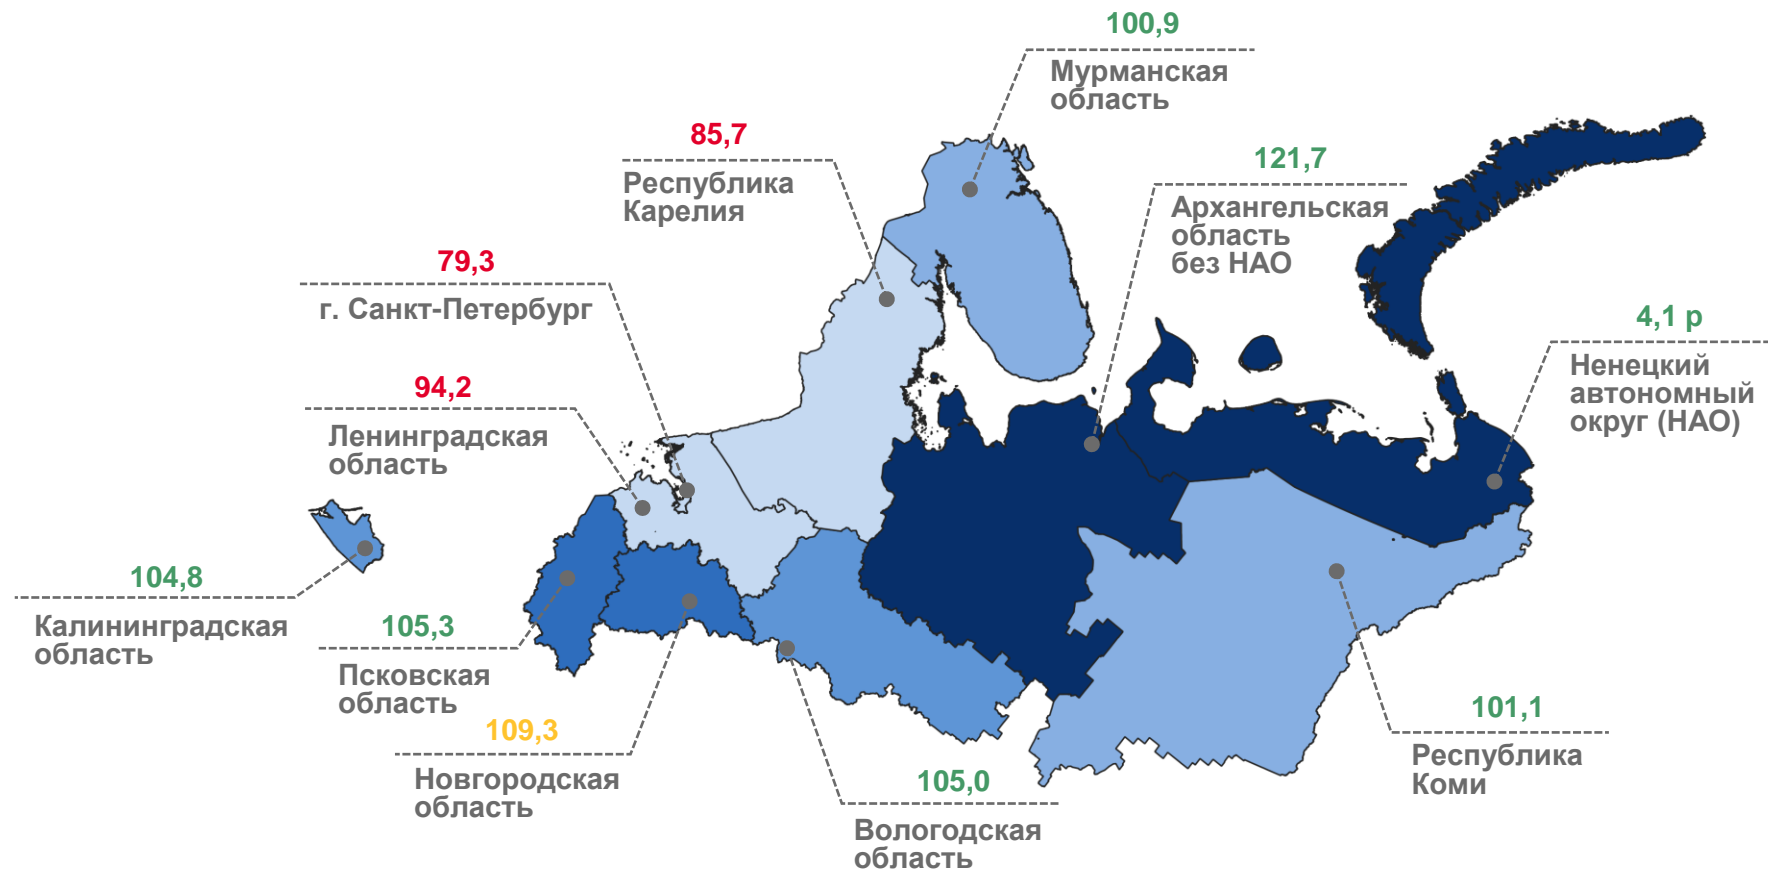 100,9
Мурманская
область
85,7
Республика
Карелия
121,7
Архангельская
область
без НАО
79,3
г. Санкт-Петербург
4,1 р
Ненецкий
автономный
округ (НАО)
94,2
Ленинградская
область
104,8
Калининградская
область
105,3
Псковская
область
109,3
Новгородская
область
105,0
Вологодская
область
101,1
Республика
Коми